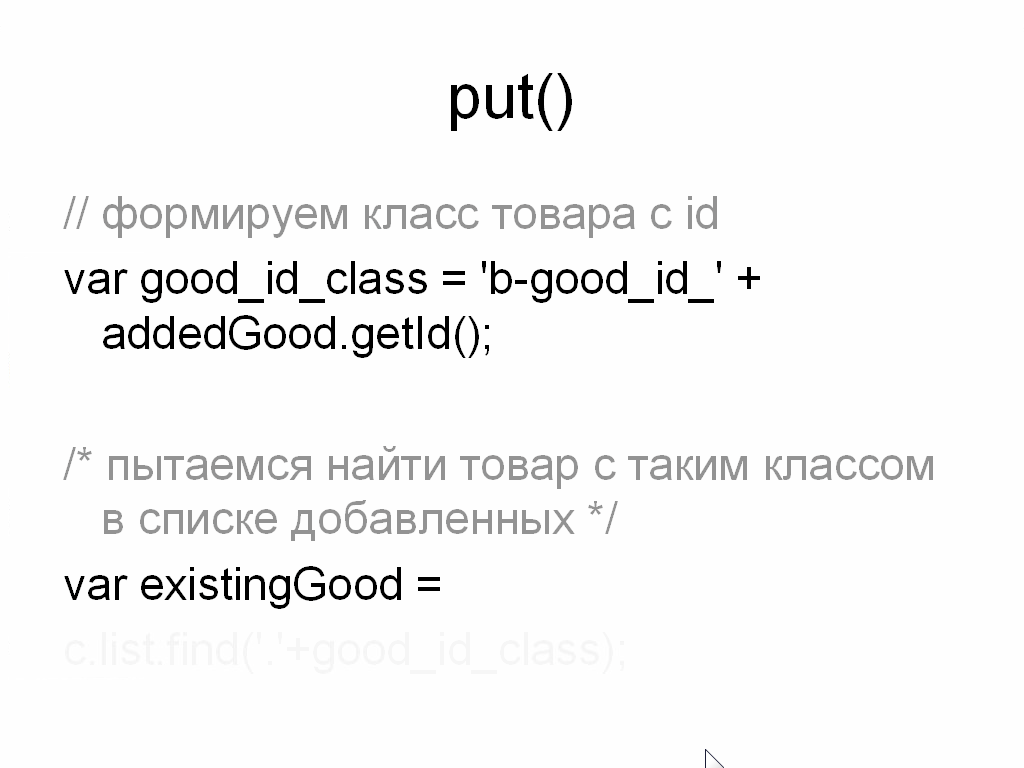 put()
// формируем класс товара с id
var good_id_class = 'b-good_id_' +
addedGood.getId();
/* пытаемся найти товар с таким классом
в списке добавленных */
var existingGood =
c.list.find('.'+good_id_class);